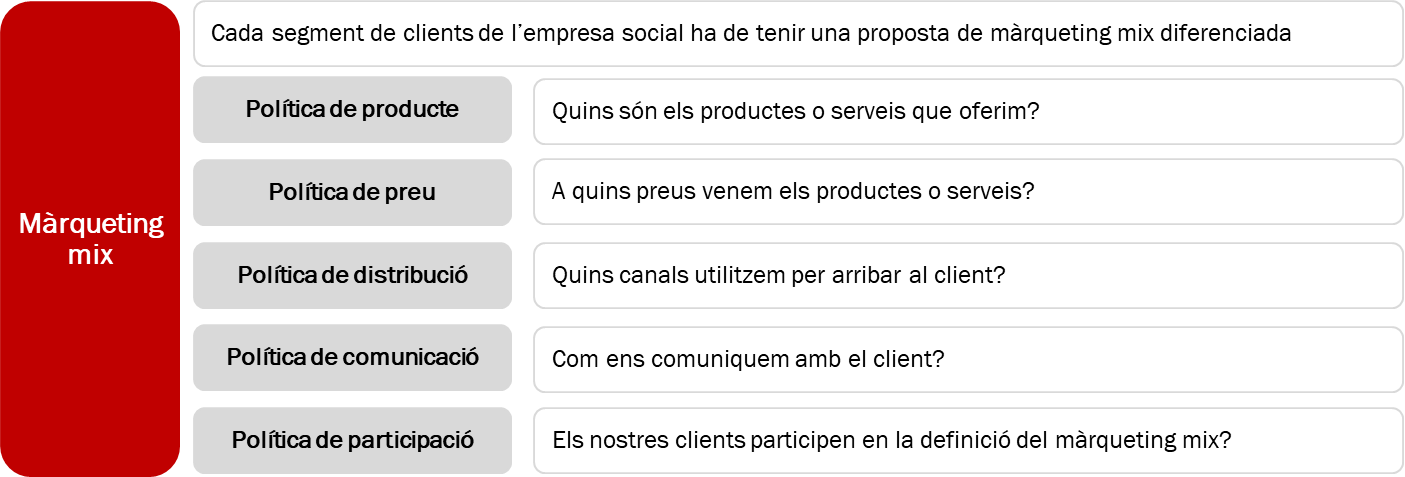 Màrqueting
mix
Cada segment de clients de l’empresa social ha de tenir una proposta de màrqueting mix diferenciada
Política de producte
Quins són els productes o serveis que oferim?
Política de preu
A quins preus venem els productes o serveis?
Política de distribució
Quins canals utilitzem per arribar al client?
Política de comunicació
Com ens comuniquem amb el client?
Política de participació
Els nostres clients participen en la definició del màrqueting mix?